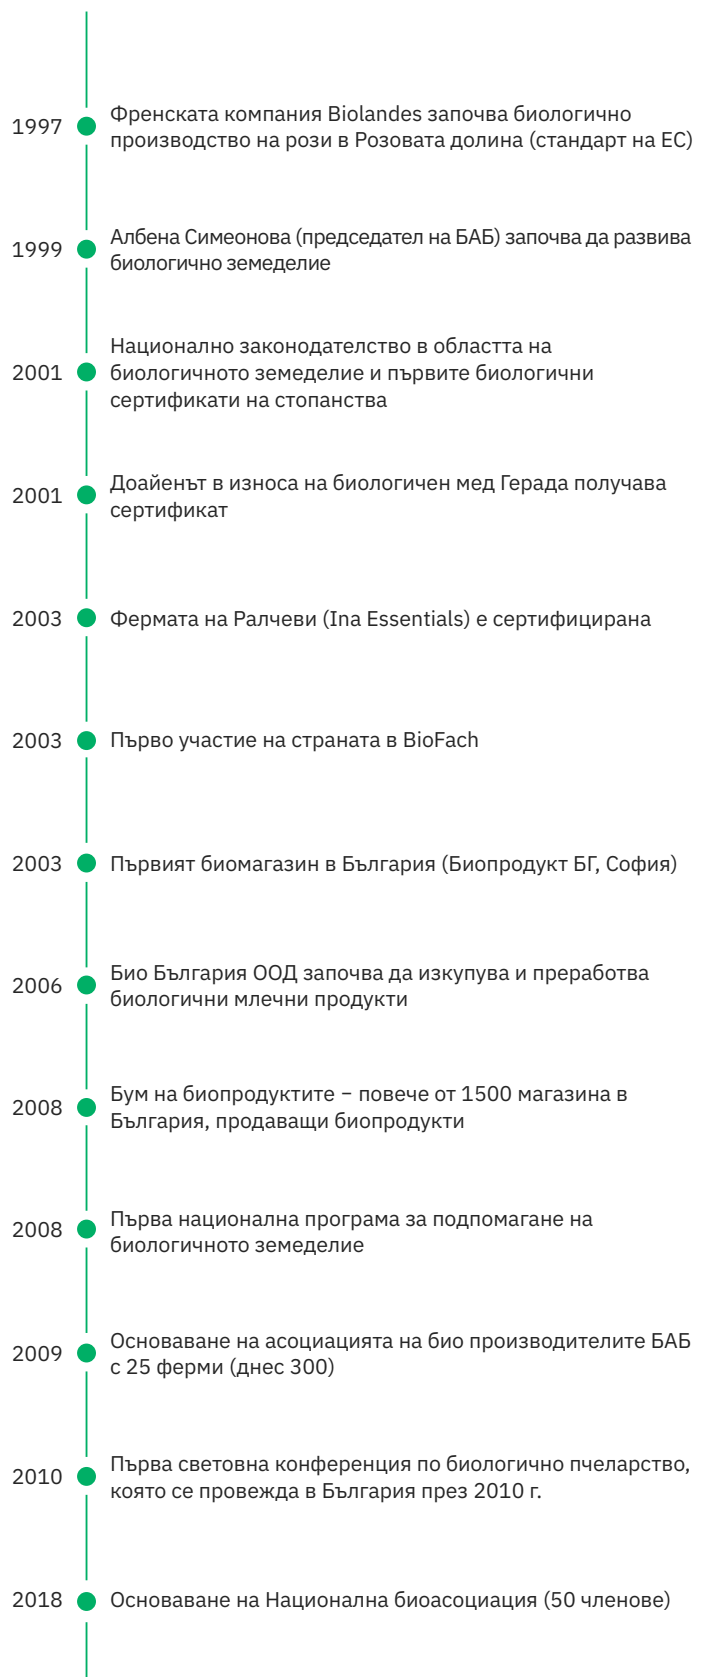 1997
Френската компания Biolandes започва биологично
производство на рози в Розовата долина (стандарт на ЕС)
1999
Албена Симеонова (председател на БАБ) започва да развива
биологично земеделие
2001
Национално законодателство в областта на
биологичното земеделие и първите биологични
сертификати на стопанства
2001
Доайенът в износа на биологичен мед Герада получава
сертификат
2003
Фермата на Ралчеви (Ina Essentials) е сертифицирана
2003
Първо участие на страната в BioFach
2003
Първият биомагазин в България (Биопродукт БГ, София)
2006
Био България ООД започва да изкупува и преработва
биологични млечни продукти
2008
Бум на биопродуктите – повече от 1500 магазина в
България, продаващи биопродукти
2008
Първа национална програма за подпомагане на
биологичното земеделие
2009
Основаване на асоциацията на био производителите БАБ
с 25 ферми (днес 300)
2010
Първа световна конференция по биологично пчеларство,
която се провежда в България през 2010 г.
2018
Основаване на Национална биоасоциация (50 членове)